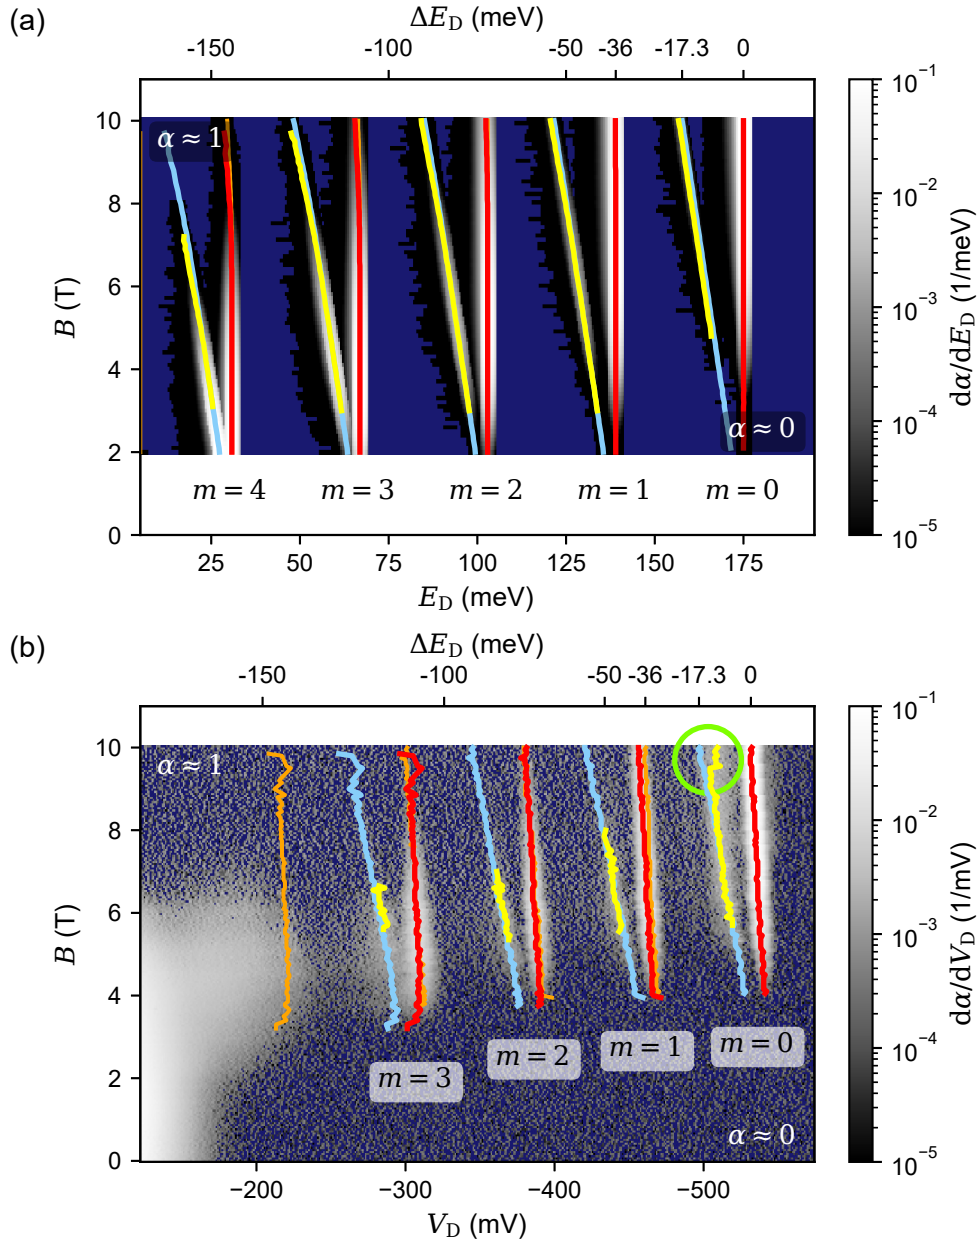 (a)
ΔE_D (meV)
-150 -100 -50 -36 -17.3 0
10
8
6
4
2
0
B (T)
α ≈ 1
α ≈ 0
m = 4 m = 3 m = 2 m = 1 m = 0
25 50 75 100 125 150 175
E_D (meV)
10⁻¹
10⁻²
10⁻³
10⁻⁴
10⁻⁵
dα/dE_D (1/meV)
(b)
ΔE_D (meV)
-150 -100 -50 -36 -17.3 0
10
8
6
4
2
0
B (T)
α ≈ 1
m = 3 m = 2 m = 1 m = 0
α ≈ 0
−200 −300 −400 −500
V_D (mV)
10⁻¹
10⁻²
10⁻³
10⁻⁴
10⁻⁵
dα/dV_D (1/mV)